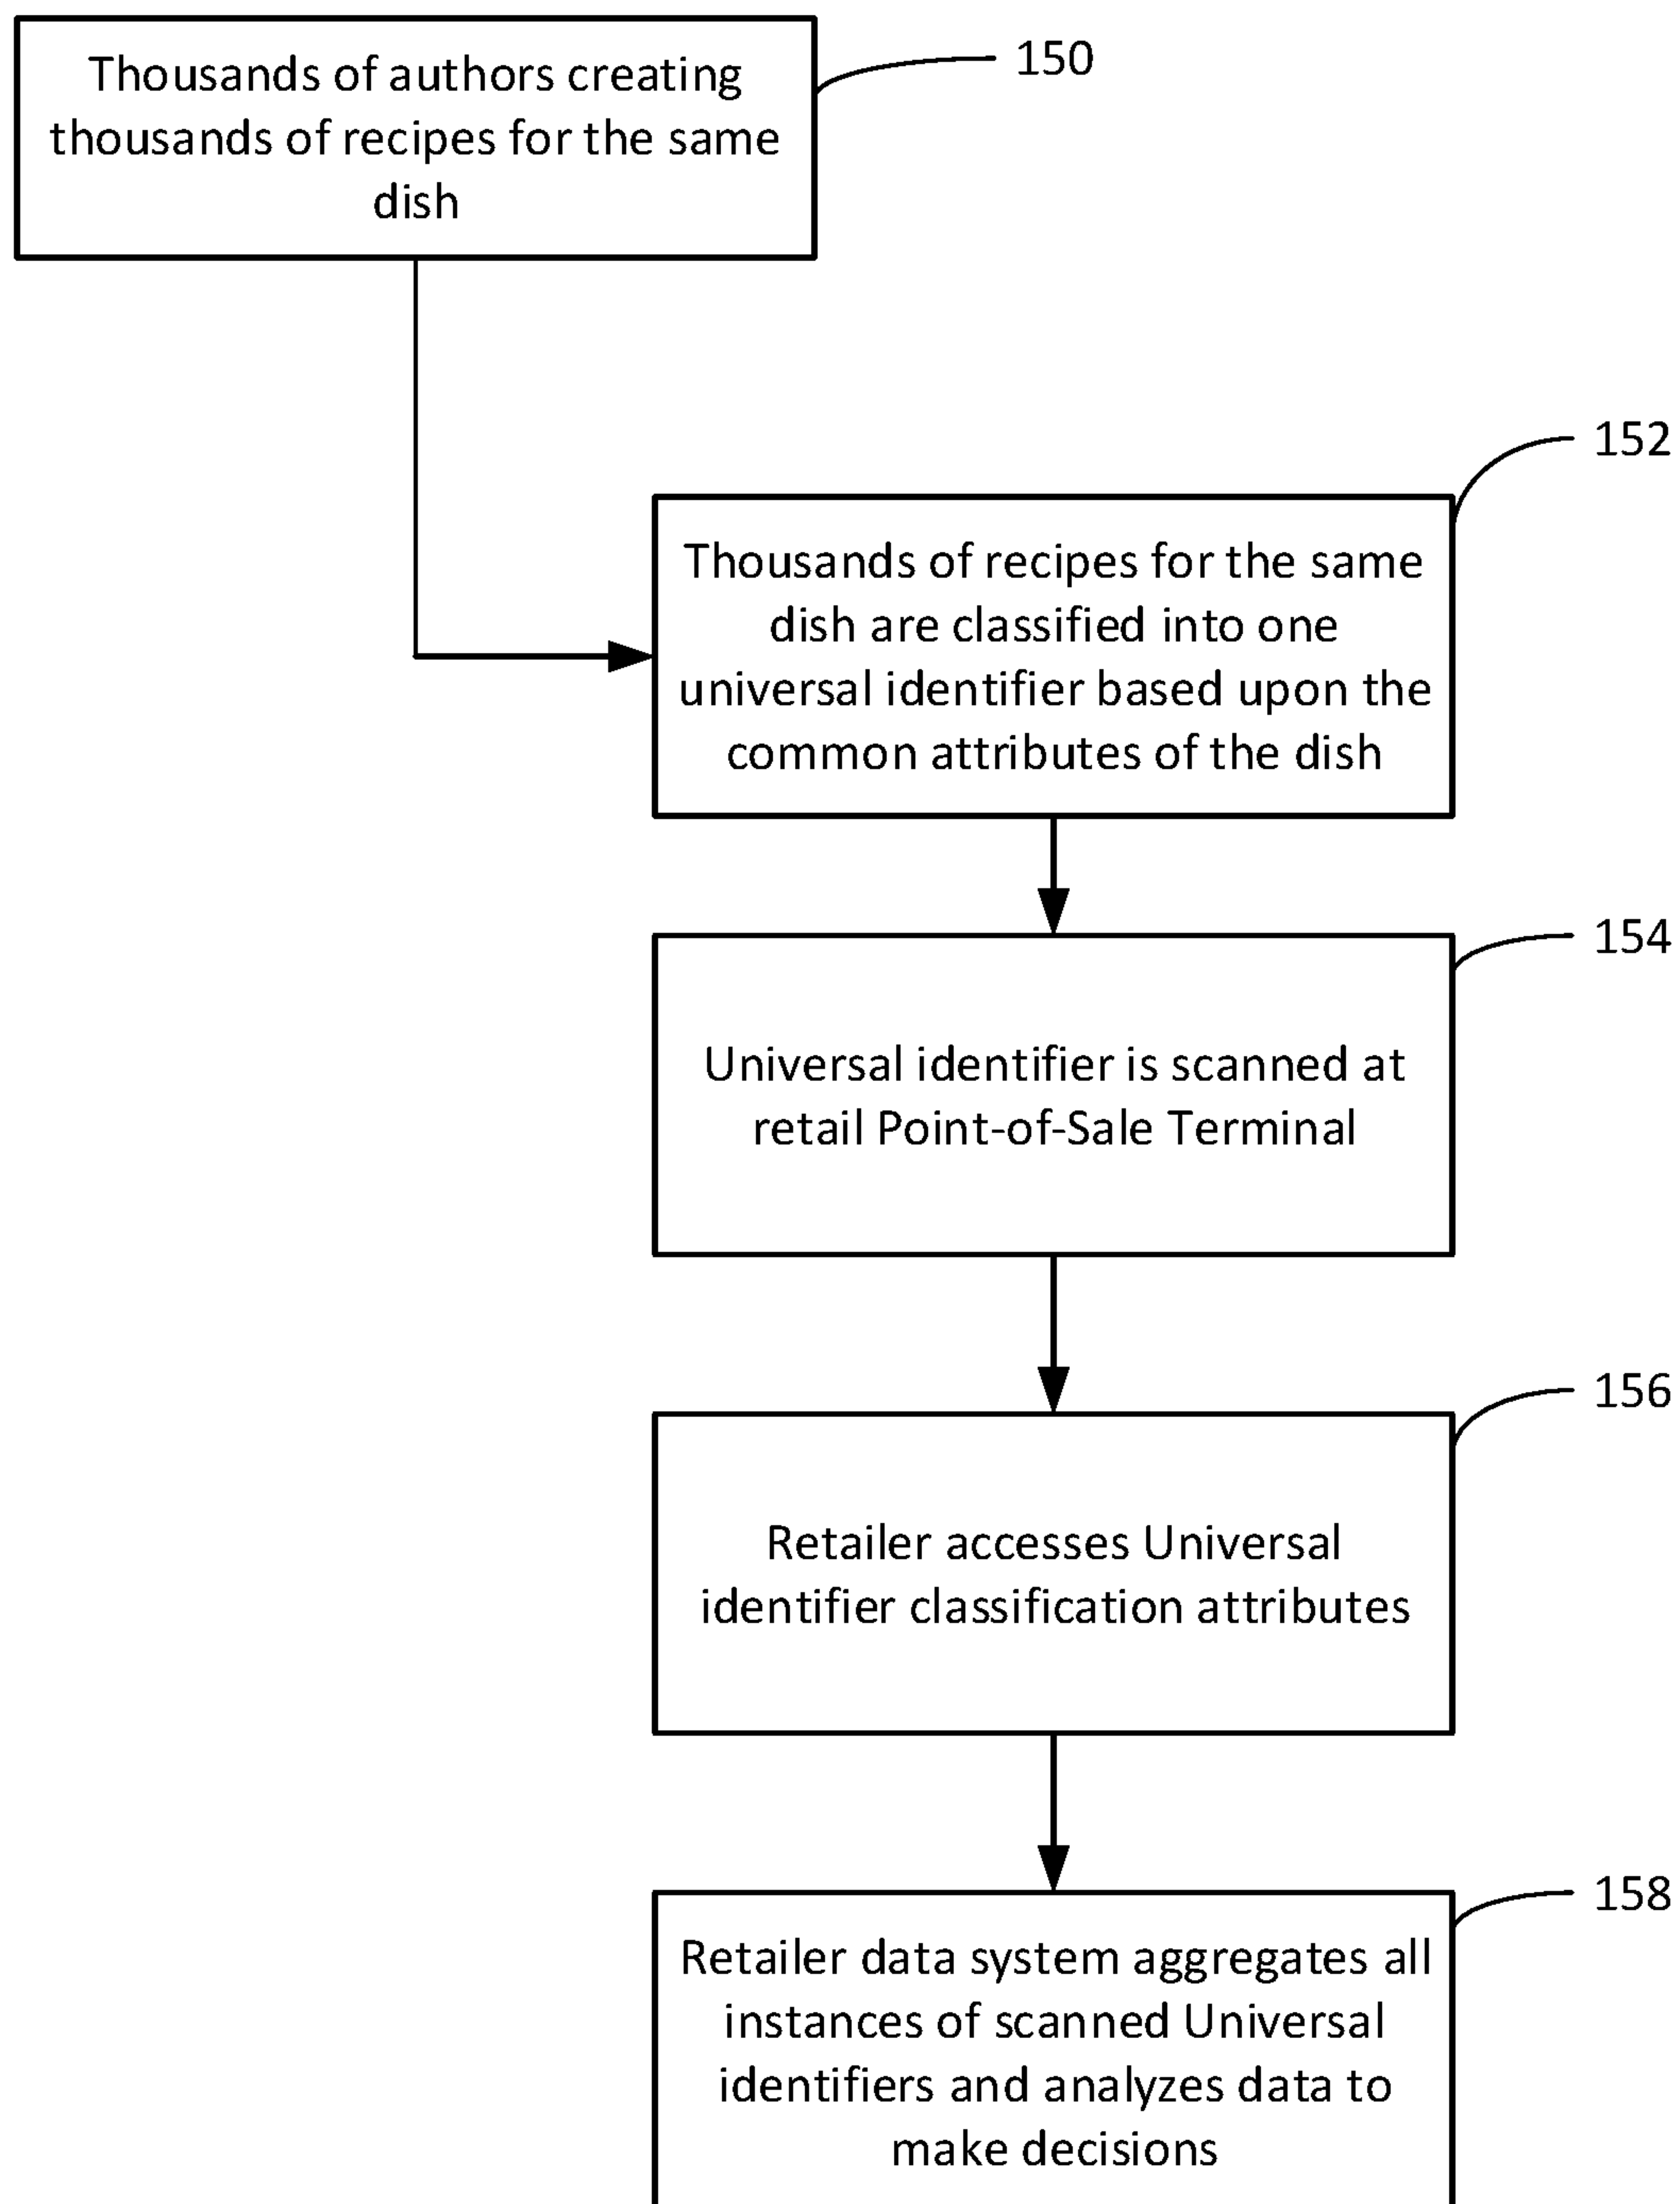 Thousands of authors creating
thousands of recipes for the same
dish
150
152
Thousands of recipes for the same
dish are classified into one
universal identifier based upon the
common attributes of the dish
154
Universal identifier is scanned at
retail Point-of-Sale Terminal
156
Retailer accesses Universal
identifier classification attributes
158
Retailer data system aggregates all
instances of scanned Universal
identifiers and analyzes data to
make decisions